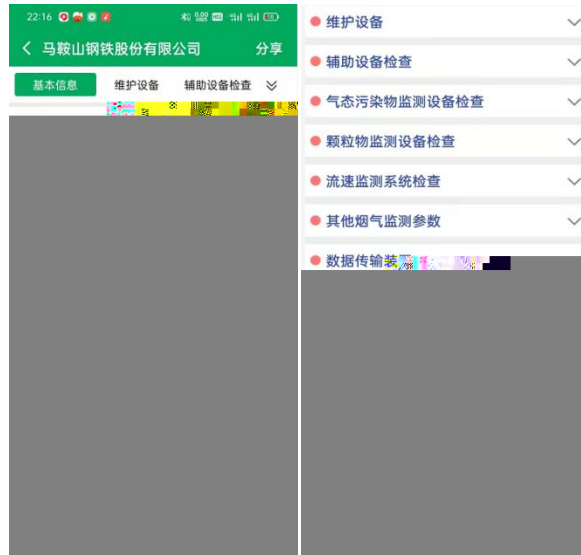 22:16
马鞍山钢铁股份有限公司
分享
基本信息 维护设备 辅助设备检查
维护设备
辅助设备检查
气态污染物监测设备检查
颗粒物监测设备检查
流速监测系统检查
其他烟气监测参数
数据传输装